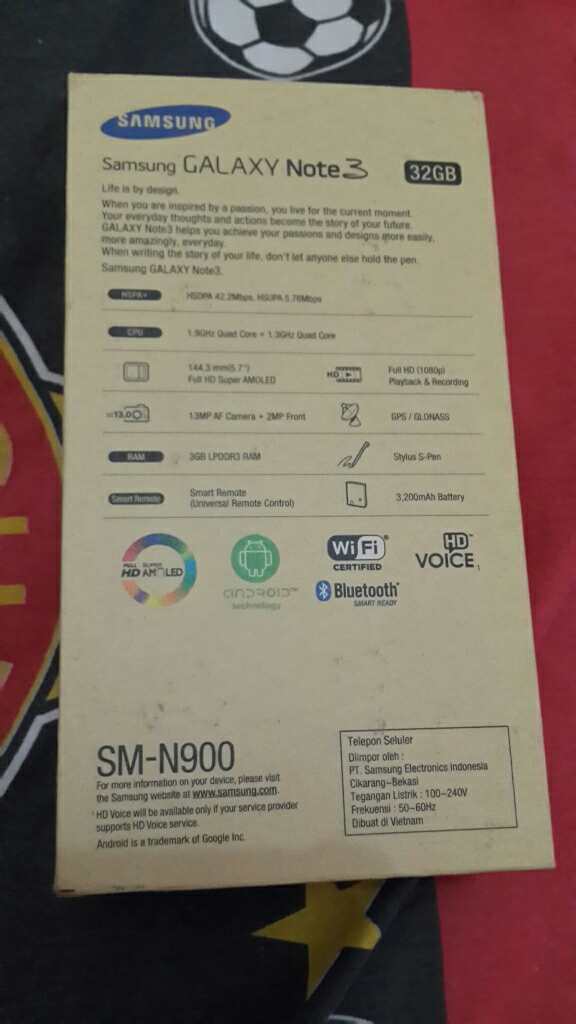 SAMSUNG
Samsung GALAXY Note 3 32GB
Life is by design.
When you are inspired by a passion, you live for the current moment.
Your everyday thoughts and actions become the story of your future.
GALAXY Note3 helps you achieve your passions and designs more easily,
more amazingly, everyday.
When writing the story of your life, don't let anyone else hold the pen.
Samsung GALAXY Note3.
HSPA+ HSDPA 42.2Mbps, HSUPA 5.76Mbps
CPU 1.9GHz Quad Core + 1.3GHz Quad Core
144.3 mm(5.7")
Full HD Super AMOLED
HD Full HD (1080p)
Playback & Recording
13.0 13MP AF Camera + 2MP Front
GPS / GLONASS
RAM 3GB LPDDR3 RAM
Stylus S-Pen
Smart Remote Smart Remote
(Universal Remote Control)
3,200mAh Battery
FULL SUPER
HD AMOLED
ANDROID™
technology
WiFi®
CERTIFIED
Bluetooth®
SMART READY
HD™
VOICE1
SM-N900
For more information on your device, please visit
the Samsung website at www.samsung.com.
1 HD Voice will be available only if your service provider
supports HD Voice service.
Android is a trademark of Google Inc.
Telepon Seluler
Diimpor oleh :
PT. Samsung Electronics Indonesia
Cikarang-Bekasi
Tegangan Listrik : 100~240V
Frekuensi : 50~60Hz
Dibuat di Vietnam